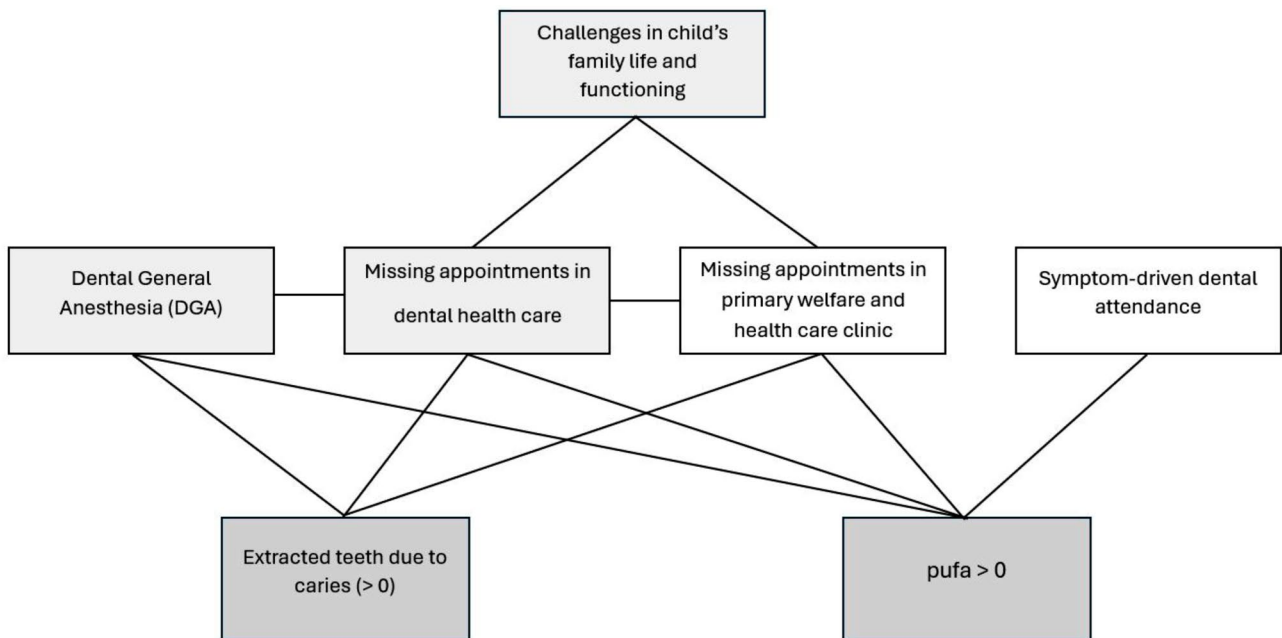 Challenges in child’s
family life and
functioning
Dental General
Anesthesia (DGA)
Missing appointments in
dental health care
Missing appointments in
primary welfare and
health care clinic
Symptom-driven dental
attendance
Extracted teeth due to
caries (> 0)
pufa > 0